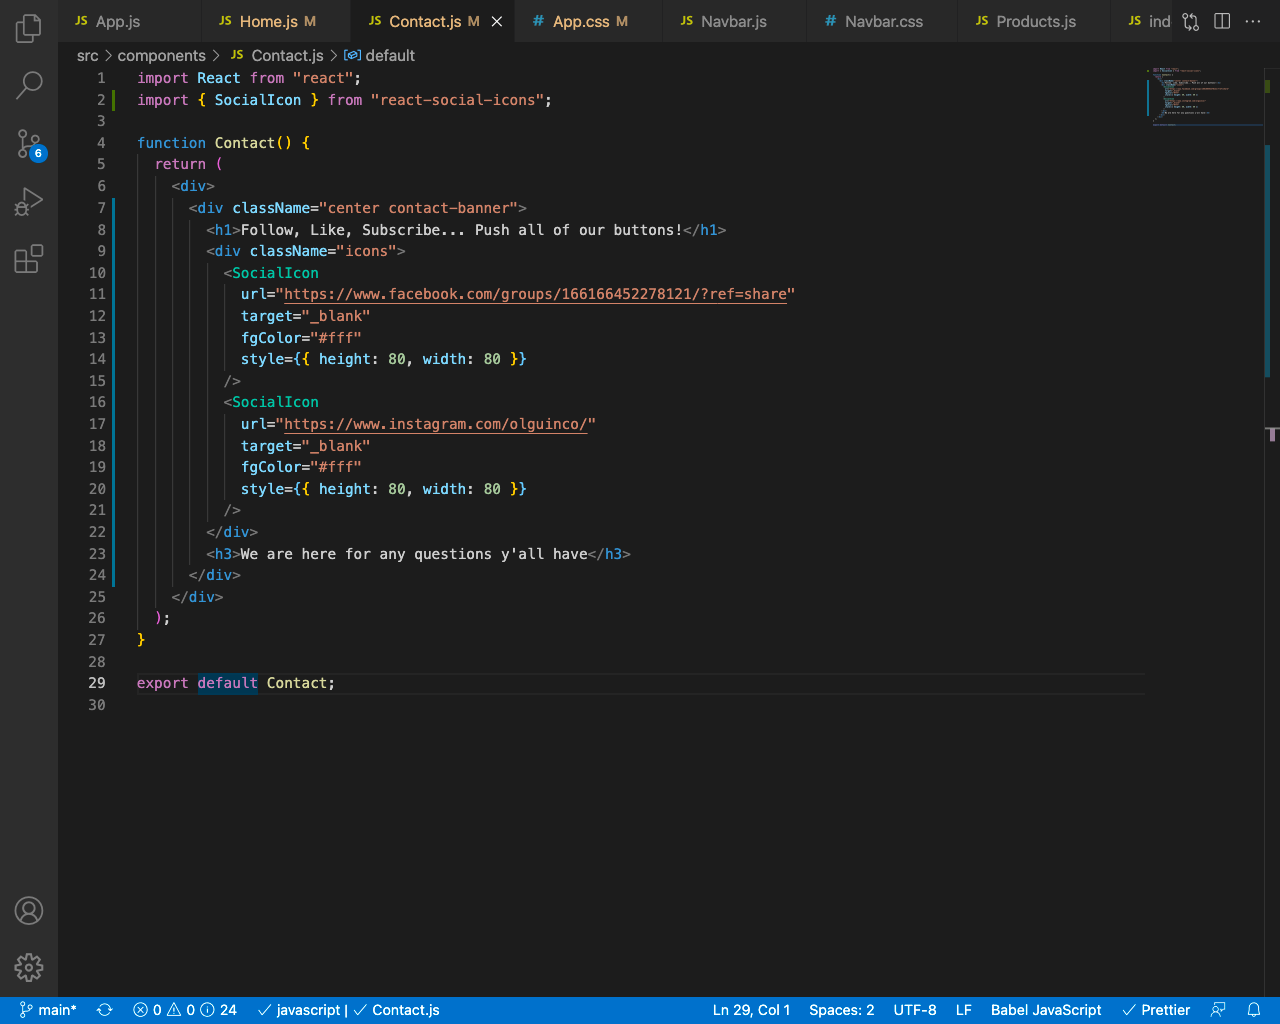 JS App.js JS Home.js M JS Contact.js M # App.css M JS Navbar.js # Navbar.css JS Products.js JS ind
src > components > JS Contact.js > default
1 import React from "react";
2 import { SocialIcon } from "react-social-icons";
3
4 function Contact() {
5 return (
6 <div>
7 <div className="center contact-banner">
8 <h1>Follow, Like, Subscribe... Push all of our buttons!</h1>
9 <div className="icons">
10 <SocialIcon
11 url="https://www.facebook.com/groups/166166452278121/?ref=share"
12 target="_blank"
13 fgColor="#fff"
14 style={{ height: 80, width: 80 }}
15 />
16 <SocialIcon
17 url="https://www.instagram.com/olguinco/"
18 target="_blank"
19 fgColor="#fff"
20 style={{ height: 80, width: 80 }}
21 />
22 </div>
23 <h3>We are here for any questions y'all have</h3>
24 </div>
25 </div>
26 );
27 }
28
29 export default Contact;
30
6
main* 0 0 24 javascript | Contact.js Ln 29, Col 1 Spaces: 2 UTF-8 LF Babel JavaScript Prettier